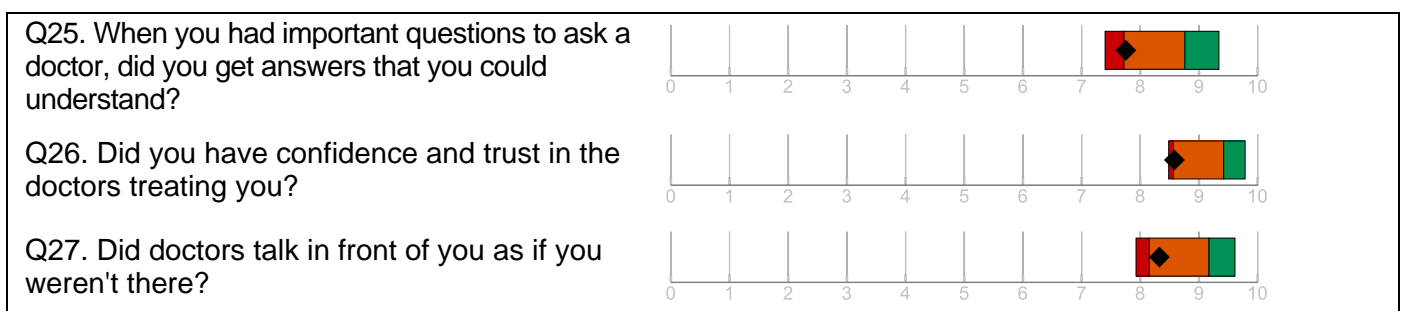 Q25. When you had important questions to ask a
doctor, did you get answers that you could
understand?
0 1 2 3 4 5 6 7 8 9 10
Q26. Did you have confidence and trust in the
doctors treating you?
0 1 2 3 4 5 6 7 8 9 10
Q27. Did doctors talk in front of you as if you
weren't there?
0 1 2 3 4 5 6 7 8 9 10